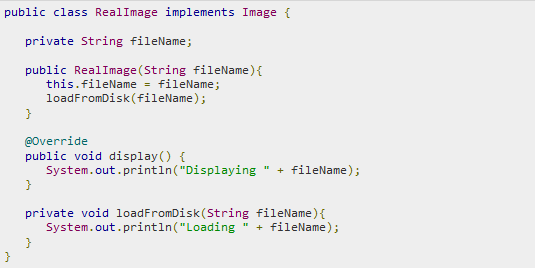 public class RealImage implements Image {

   private String fileName;

   public RealImage(String fileName){
      this.fileName = fileName;
      loadFromDisk(fileName);
   }

   @Override
   public void display() {
      System.out.println("Displaying " + fileName);
   }

   private void loadFromDisk(String fileName){
      System.out.println("Loading " + fileName);
   }
}